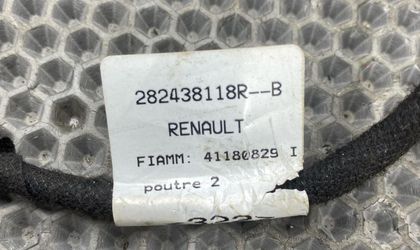 282438118R--B
RENAULT
FIAMM: 41180829 I
poutre 2